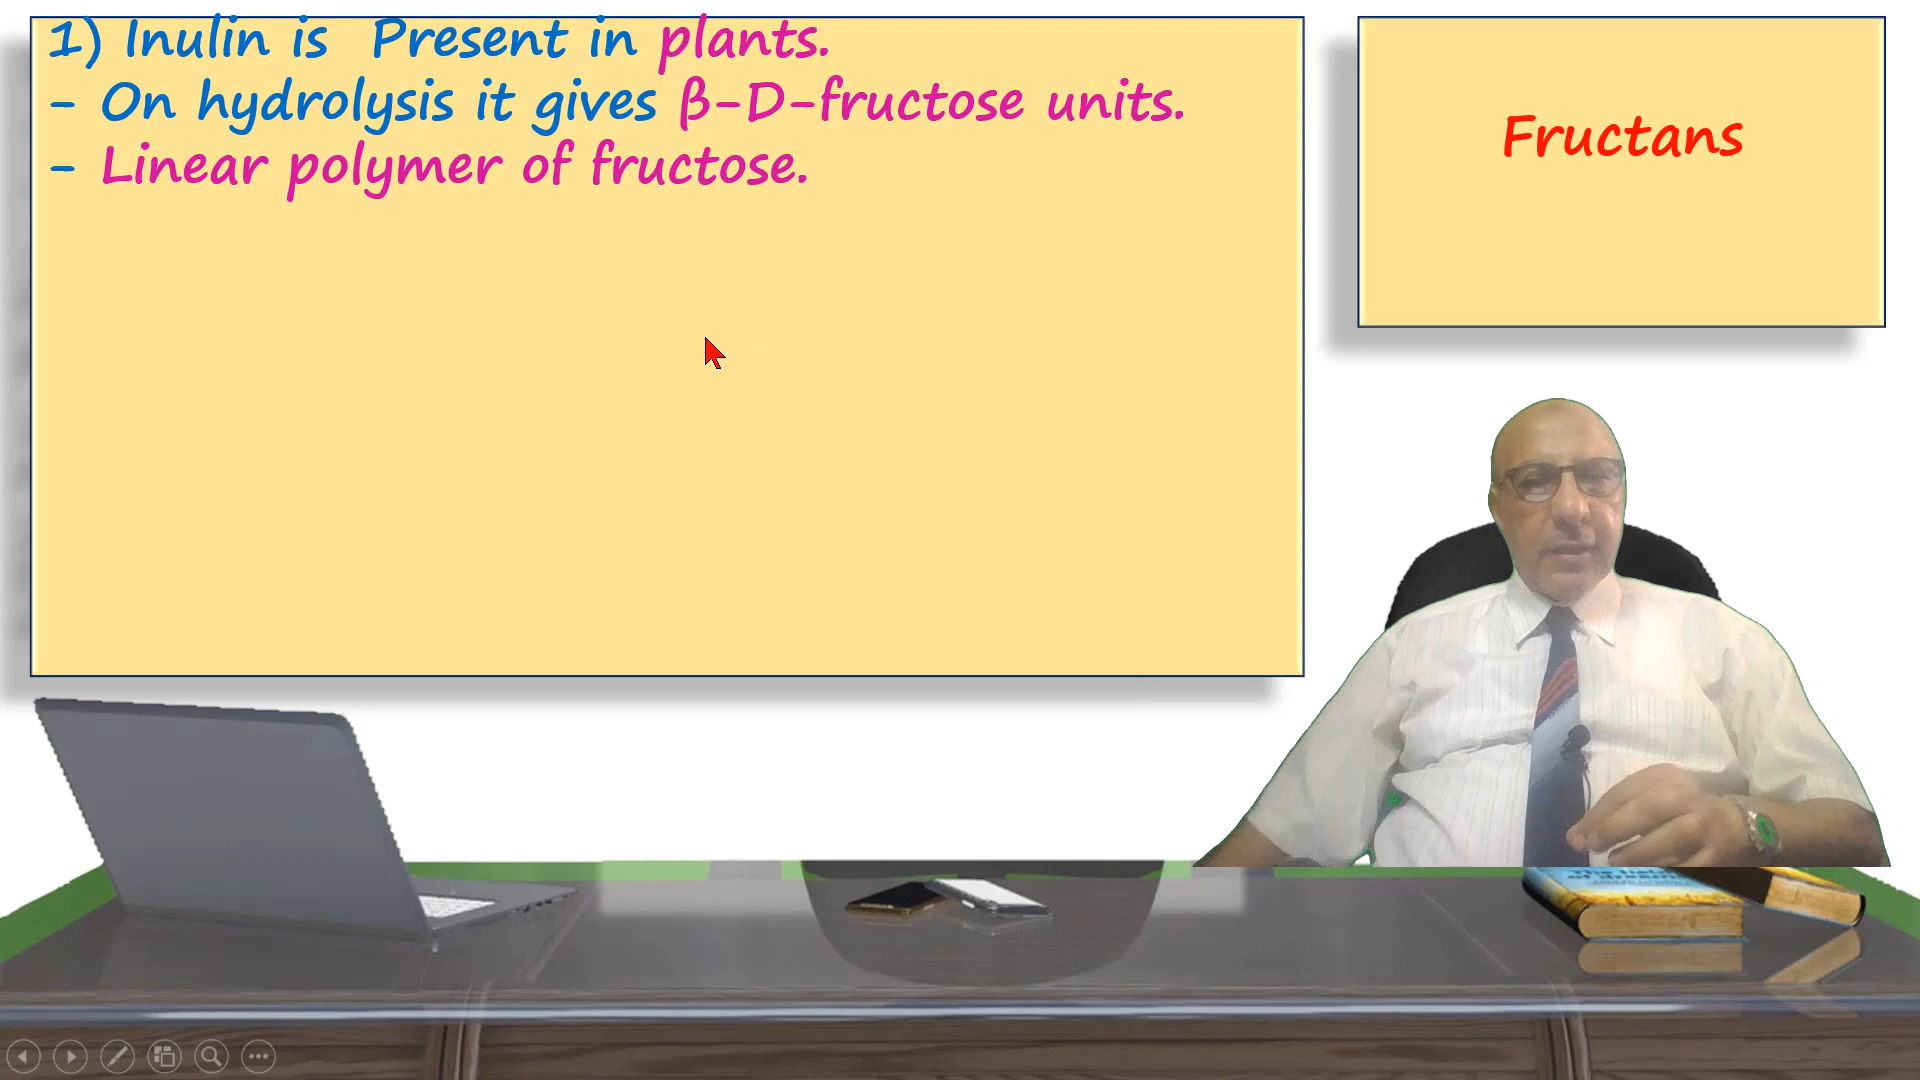 1) Inulin is Present in plants.
- On hydrolysis it gives β-D-fructose units.
- Linear polymer of fructose.
Fructans